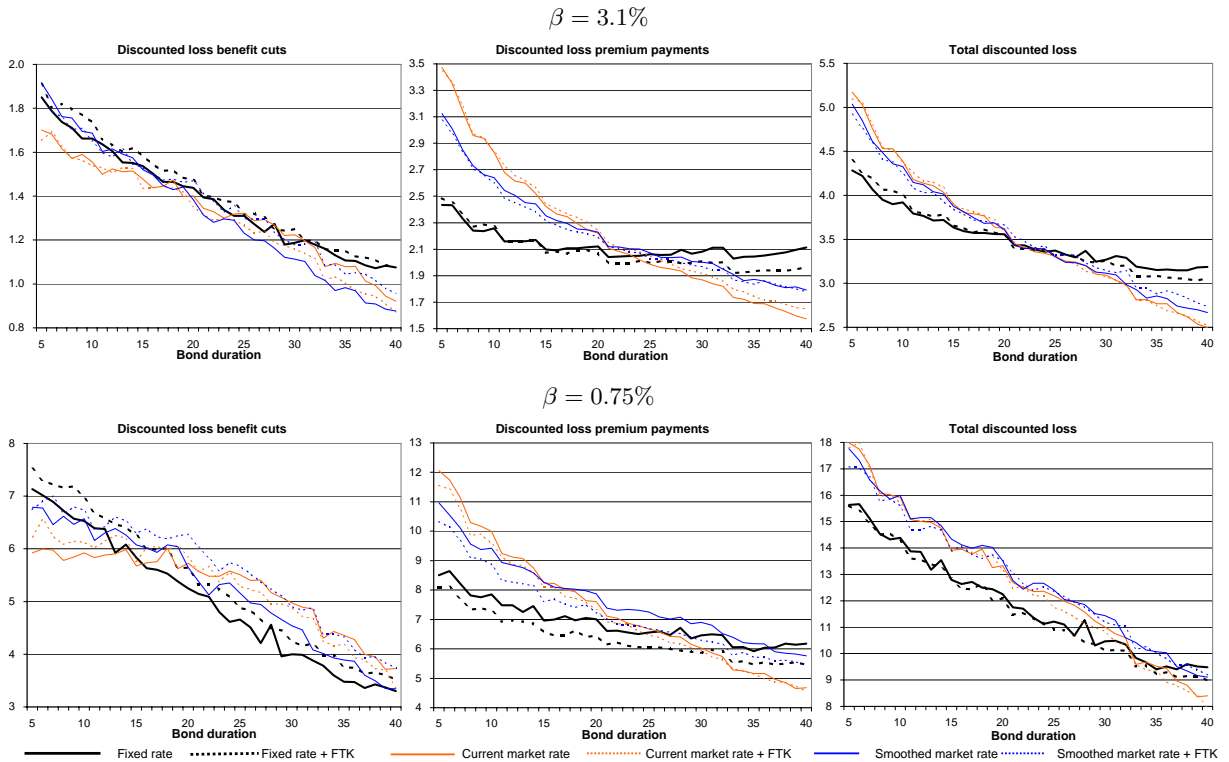 β = 3.1%
Discounted loss benefit cuts
2.0
1.8
1.6
1.4
1.2
1.0
0.8
5 10 15 20 25 30 35 40
Bond duration
Discounted loss premium payments
3.5
3.3
3.1
2.9
2.7
2.5
2.3
2.1
1.9
1.7
1.5
5 10 15 20 25 30 35 40
Bond duration
Total discounted loss
5.5
5.0
4.5
4.0
3.5
3.0
2.5
5 10 15 20 25 30 35 40
Bond duration
β = 0.75%
Discounted loss benefit cuts
8
7
6
5
4
3
5 10 15 20 25 30 35 40
Bond duration
Discounted loss premium payments
13
12
11
10
9
8
7
6
5
4
5 10 15 20 25 30 35 40
Bond duration
Total discounted loss
18
17
16
15
14
13
12
11
10
9
8
5 10 15 20 25 30 35 40
Bond duration
Fixed rate Fixed rate + FTK Current market rate Current market rate + FTK Smoothed market rate Smoothed market rate + FTK